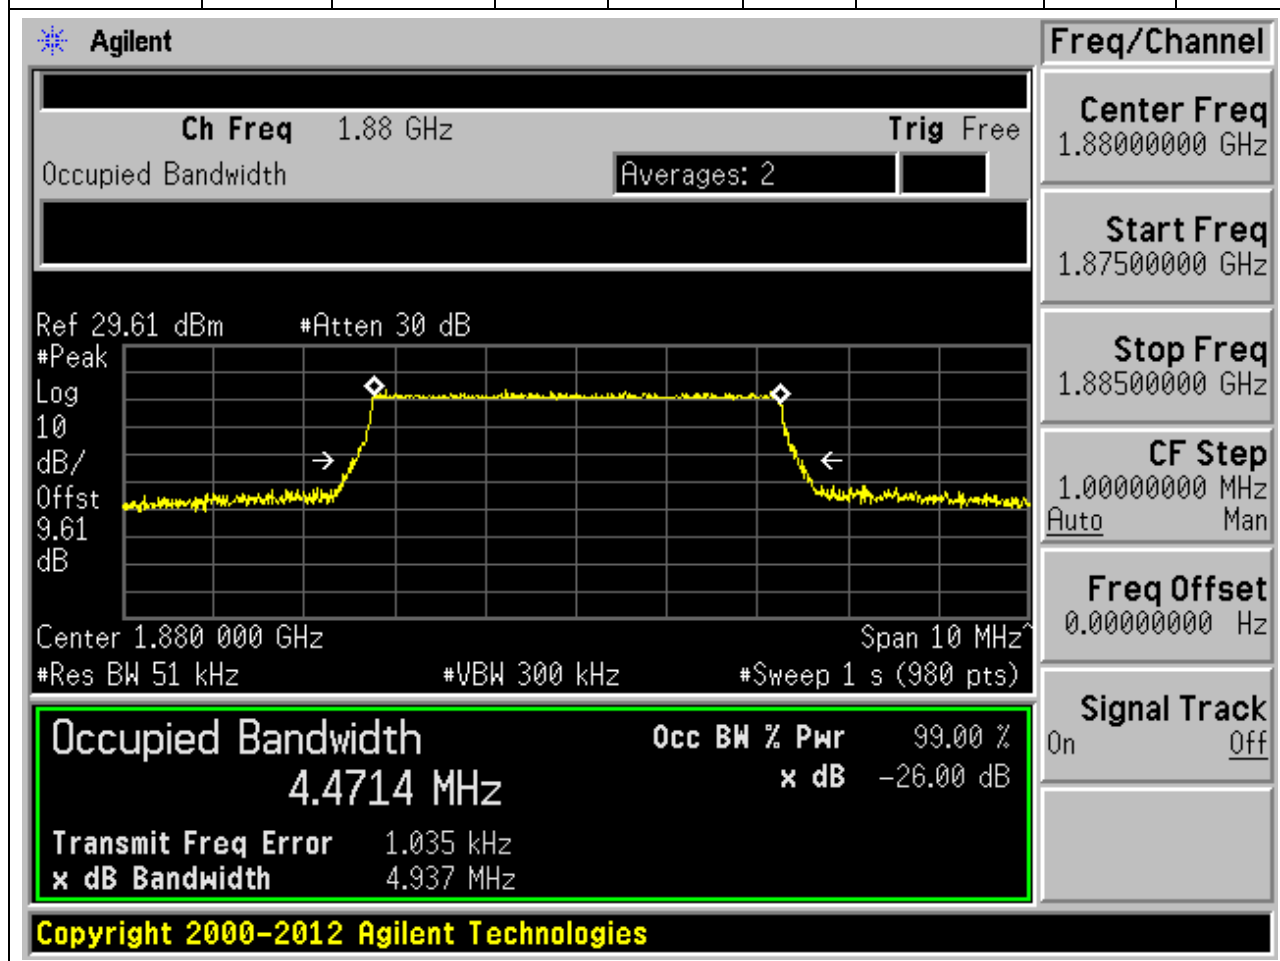 Agilent
Freq/Channel
Ch Freq 1.88 GHz Trig Free
Occupied Bandwidth Averages: 2
Center Freq
1.88000000 GHz
Start Freq
1.87500000 GHz
Stop Freq
1.88500000 GHz
CF Step
1.00000000 MHz
Auto Man
Freq Offset
0.00000000 Hz
Signal Track
On Off
Ref 29.61 dBm #Atten 30 dB
#Peak
Log
10
dB/
Offst
9.61
dB
Center 1.880 000 GHz Span 10 MHz^
#Res BW 51 kHz #VBW 300 kHz #Sweep 1 s (980 pts)
Occupied Bandwidth
4.4714 MHz
Occ BW % Pwr 99.00 %
x dB -26.00 dB
Transmit Freq Error 1.035 kHz
x dB Bandwidth 4.937 MHz
Copyright 2000-2012 Agilent Technologies